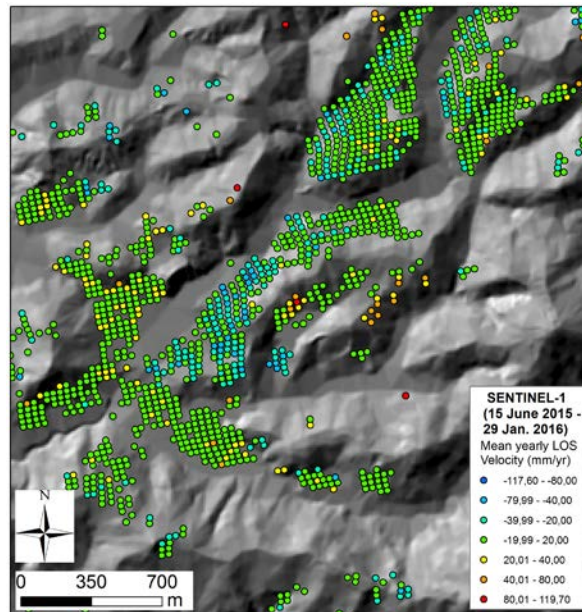 SENTINEL-1
(15 June 2015 -
29 Jan. 2016)
Mean yearly LOS
Velocity (mm/yr)
-117,60 - -80,00
-79,99 - -40,00
-39,99 - -20,00
-19,99 - 20,00
20,01 - 40,00
40,01 - 80,00
80,01 - 119,70
N
0 350 700
m